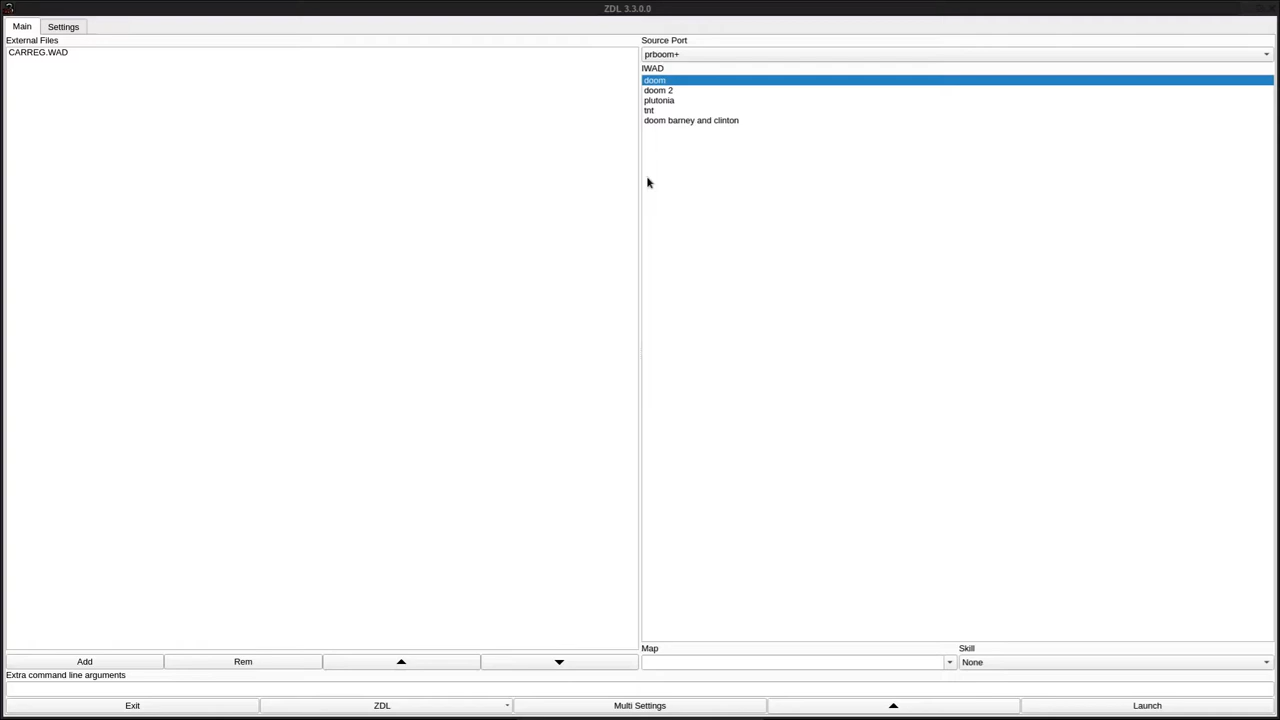 ZDL 3.3.0.0
Main
Settings
External Files
CARREG.WAD
Source Port
prboom+
IWAD
doom
doom 2
plutonia
tnt
doom barney and clinton
Add
Rem
Map
Skill
None
Extra command line arguments
Exit
ZDL
Multi Settings
Launch